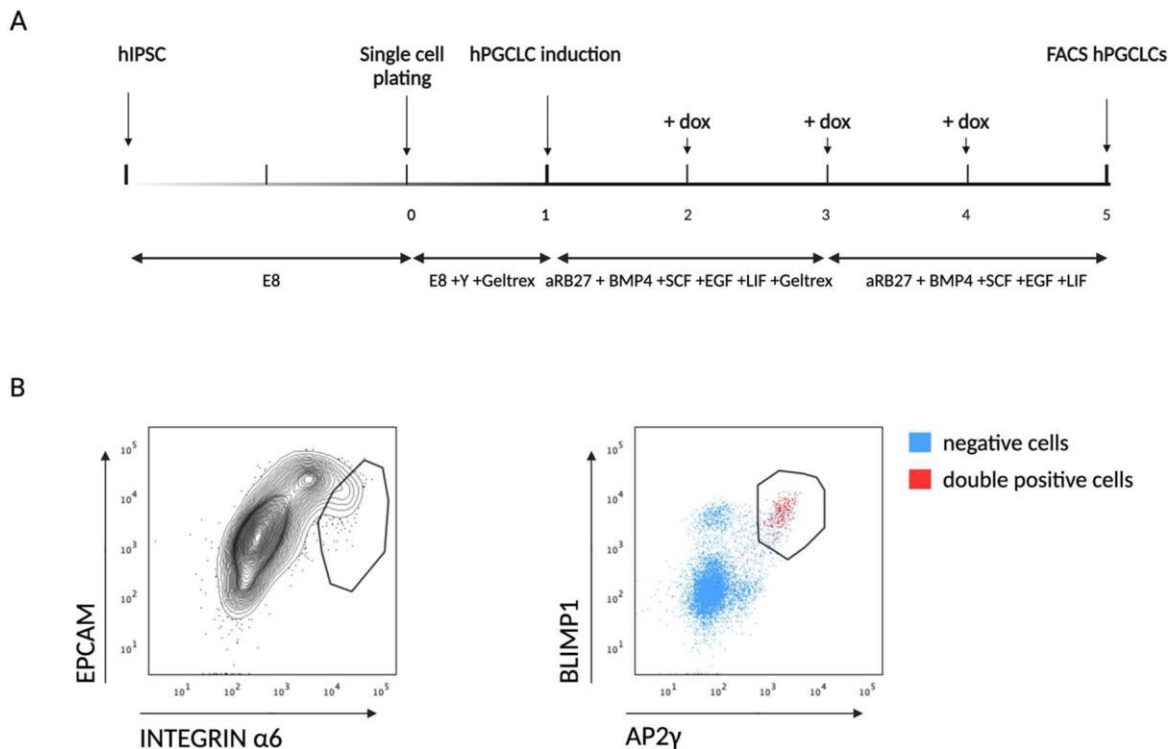 A
hIPSC
Single cell
plating
hPGCLC induction
FACS hPGCLCs
+ dox
+ dox
+ dox
0
1
2
3
4
5
E8
E8 +Y +Geltrex
aRB27 + BMP4 +SCF +EGF +LIF +Geltrex
aRB27 + BMP4 +SCF +EGF +LIF
B
EPCAM
10⁵
10⁴
10³
10²
10¹
10¹
10²
10³
10⁴
10⁵
INTEGRIN α6
BLIMP1
10⁵
10⁴
10³
10²
10¹
10¹
10²
10³
10⁴
10⁵
AP2γ
negative cells
double positive cells